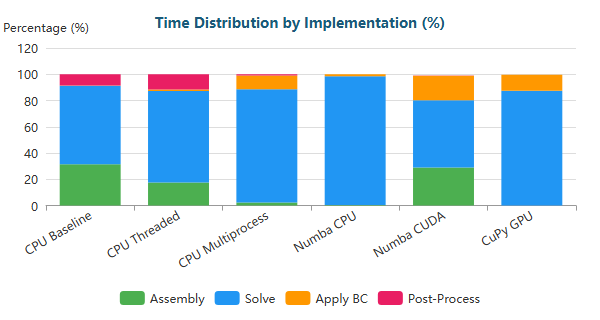 Time Distribution by Implementation (%)
Percentage (%)
120
100
80
60
40
20
0
CPU Baseline
CPU Threaded
CPU Multiprocess
Numba CPU
Numba CUDA
CuPy GPU
Assembly
Solve
Apply BC
Post-Process